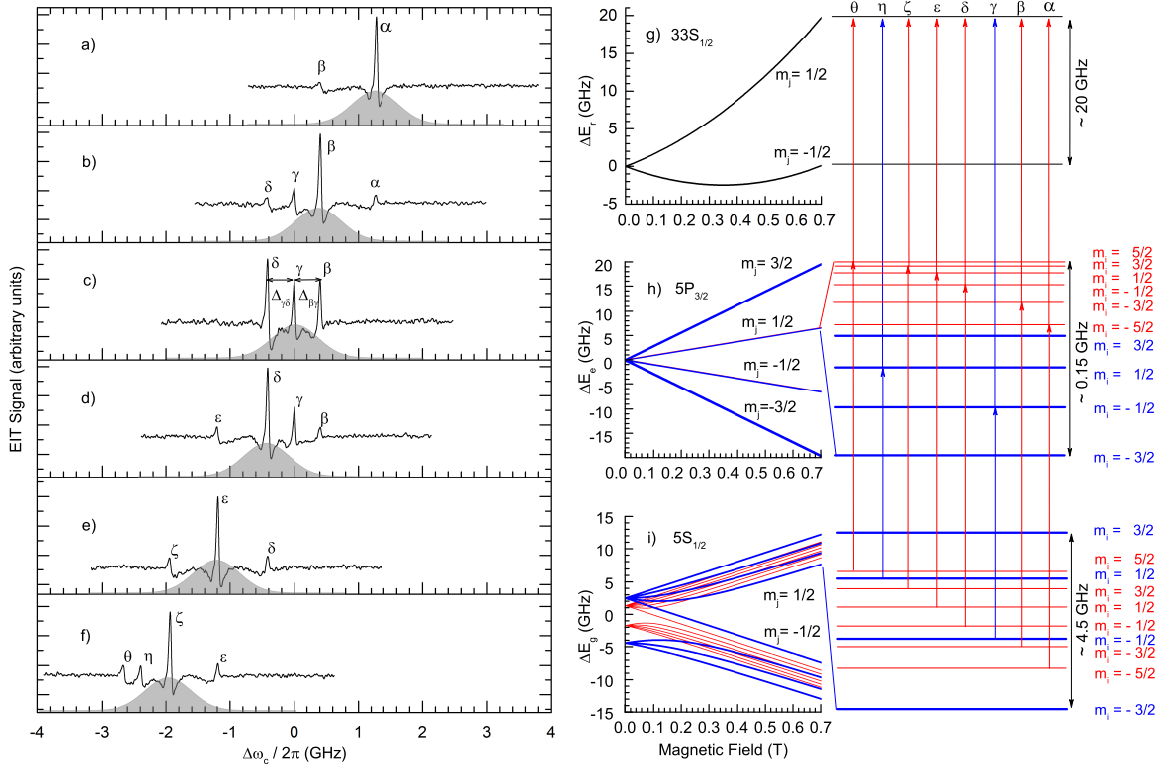 a)
α
β
b)
β
δ
γ
α
c)
δ
γ
β
Δγδ
Δβγ
d)
δ
ε
γ
β
e)
ε
ζ
δ
f)
ζ
θ
η
ε
EIT Signal (arbitrary units)
-4 -3 -2 -1 0 1 2 3 4
Δωc / 2π (GHz)
g) 33S1/2
mj= 1/2
mj= -1/2
ΔEr (GHz)
20
15
10
5
0
-5
0.0 0.1 0.2 0.3 0.4 0.5 0.6 0.7
h) 5P3/2
mj= 3/2
mj= 1/2
mj= -1/2
mj=-3/2
ΔEe (GHz)
20
15
10
5
0
-5
-10
-15
0.0 0.1 0.2 0.3 0.4 0.5 0.6 0.7
i) 5S1/2
mj= 1/2
mj= -1/2
ΔEg (GHz)
15
10
5
0
-5
-10
-15
0.0 0.1 0.2 0.3 0.4 0.5 0.6 0.7
Magnetic Field (T)
θ η ζ ε δ γ β α
~ 20 GHz
mi = 5/2
mi = 3/2
mi = 1/2
mi = - 1/2
mi = - 3/2
mi = - 5/2
mi = 3/2
mi = 1/2
mi = - 1/2
mi = - 3/2
~ 0.15 GHz
mi = 3/2
mi = 5/2
mi = 1/2
mi = 3/2
mi = 1/2
mi = - 1/2
mi = - 1/2
mi = - 3/2
mi = - 5/2
mi = - 3/2
~ 4.5 GHz